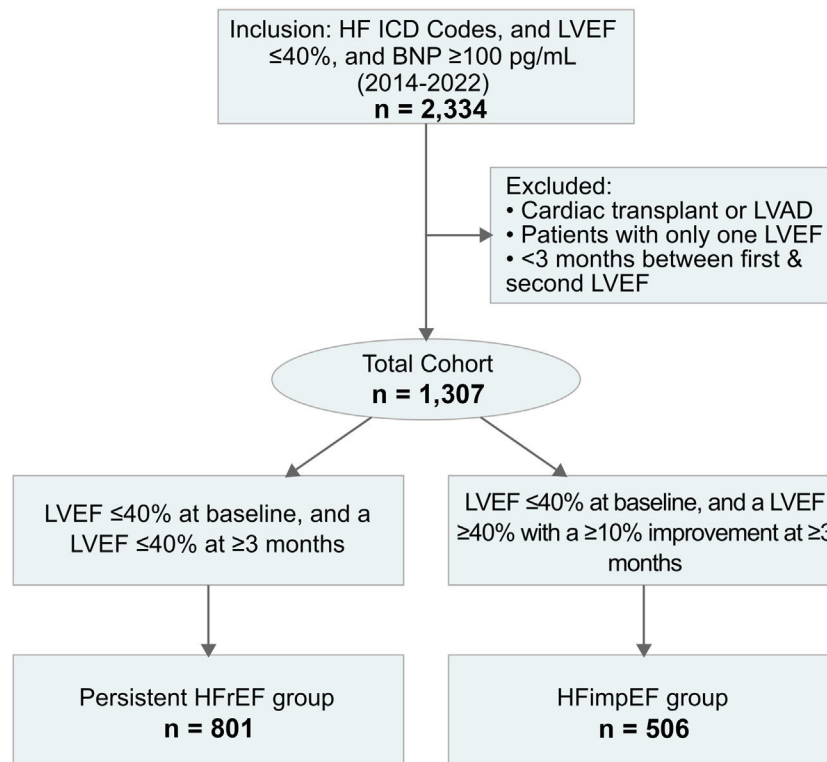 Inclusion: HF ICD Codes, and LVEF
≤40%, and BNP ≥100 pg/mL
(2014-2022)
n = 2,334
Excluded:
• Cardiac transplant or LVAD
• Patients with only one LVEF
• <3 months between first &
second LVEF
Total Cohort
n = 1,307
LVEF ≤40% at baseline, and a
LVEF ≤40% at ≥3 months
LVEF ≤40% at baseline, and a LVEF
≥40% with a ≥10% improvement at ≥3
months
Persistent HFrEF group
n = 801
HFimpEF group
n = 506